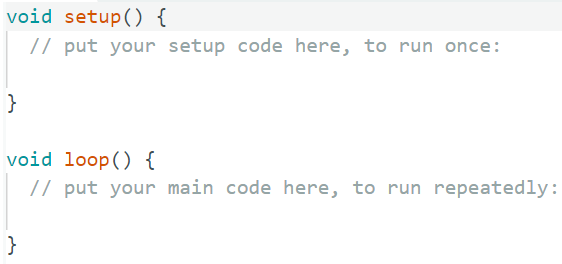 void setup() {
  // put your setup code here, to run once:

}

void loop() {
  // put your main code here, to run repeatedly:

}